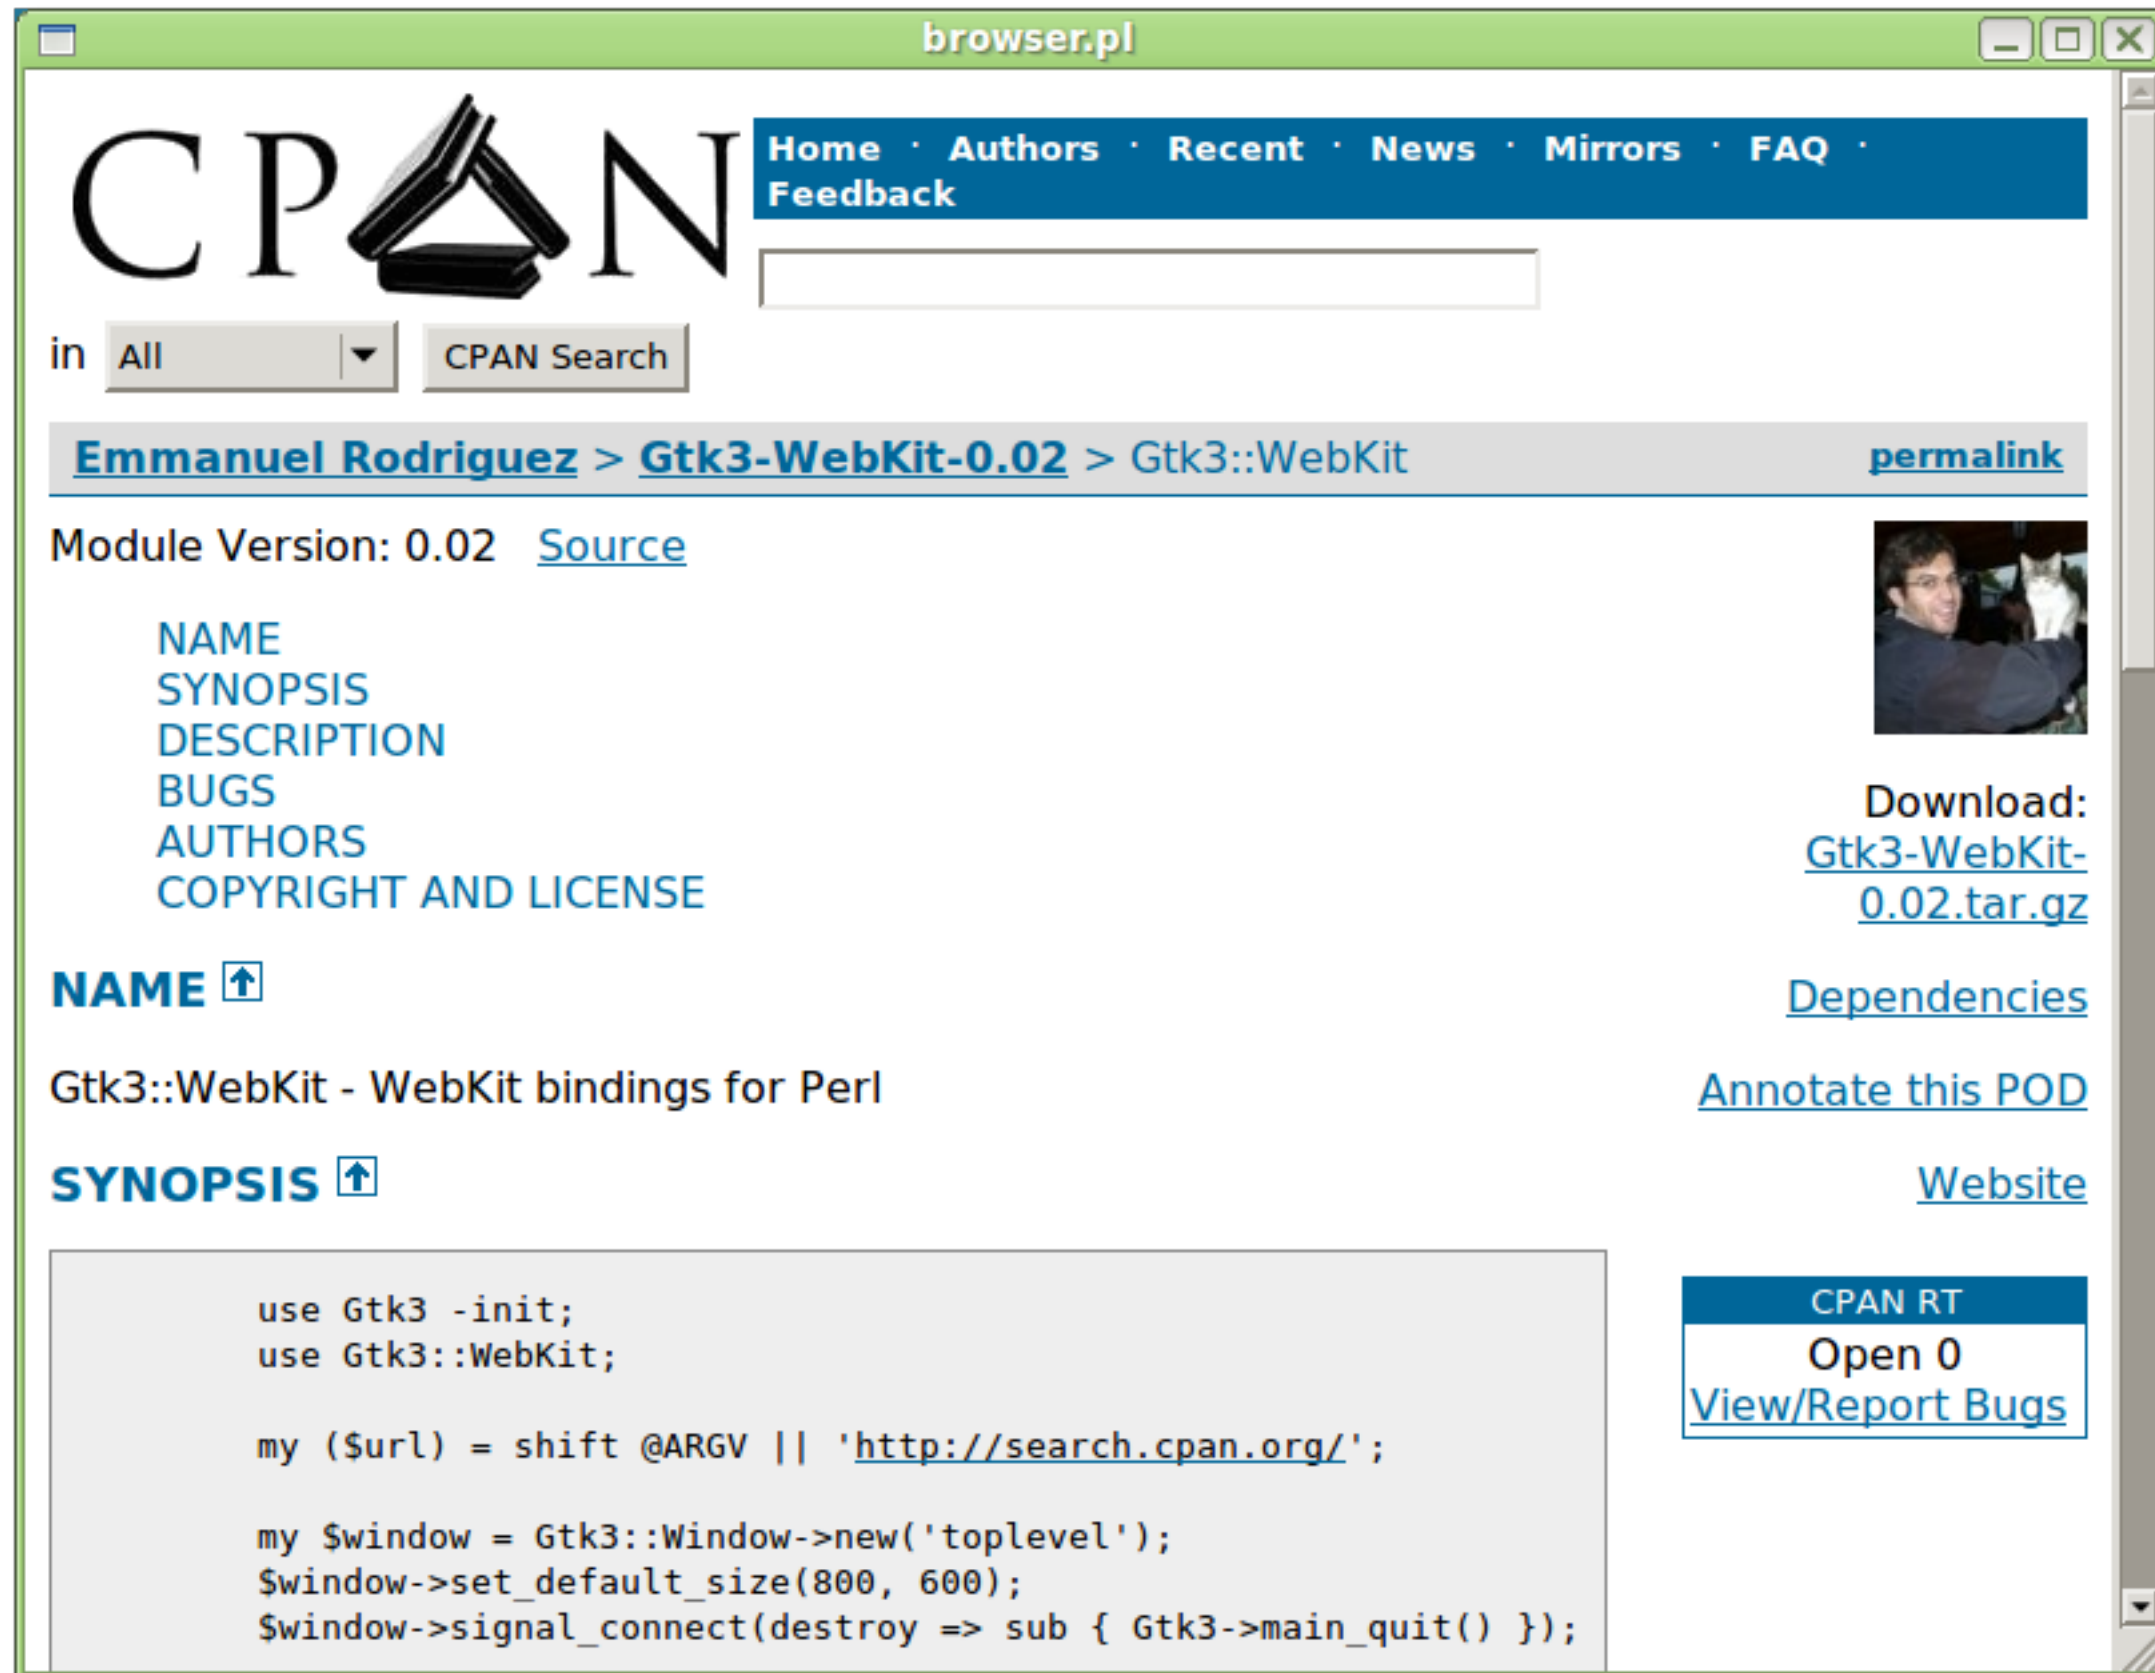 browser.pl
CPAN
Home · Authors · Recent · News · Mirrors · FAQ ·
Feedback
in All CPAN Search
Emmanuel Rodriguez > Gtk3-WebKit-0.02 > Gtk3::WebKit permalink
Module Version: 0.02 Source
NAME
SYNOPSIS
DESCRIPTION
BUGS
AUTHORS
COPYRIGHT AND LICENSE
Download:
Gtk3-WebKit-
0.02.tar.gz
NAME
Dependencies
Gtk3::WebKit - WebKit bindings for Perl
Annotate this POD
SYNOPSIS
Website
use Gtk3 -init;
use Gtk3::WebKit;
my ($url) = shift @ARGV || 'http://search.cpan.org/';
my $window = Gtk3::Window->new('toplevel');
$window->set_default_size(800, 600);
$window->signal_connect(destroy => sub { Gtk3->main_quit() });
CPAN RT
Open 0
View/Report Bugs